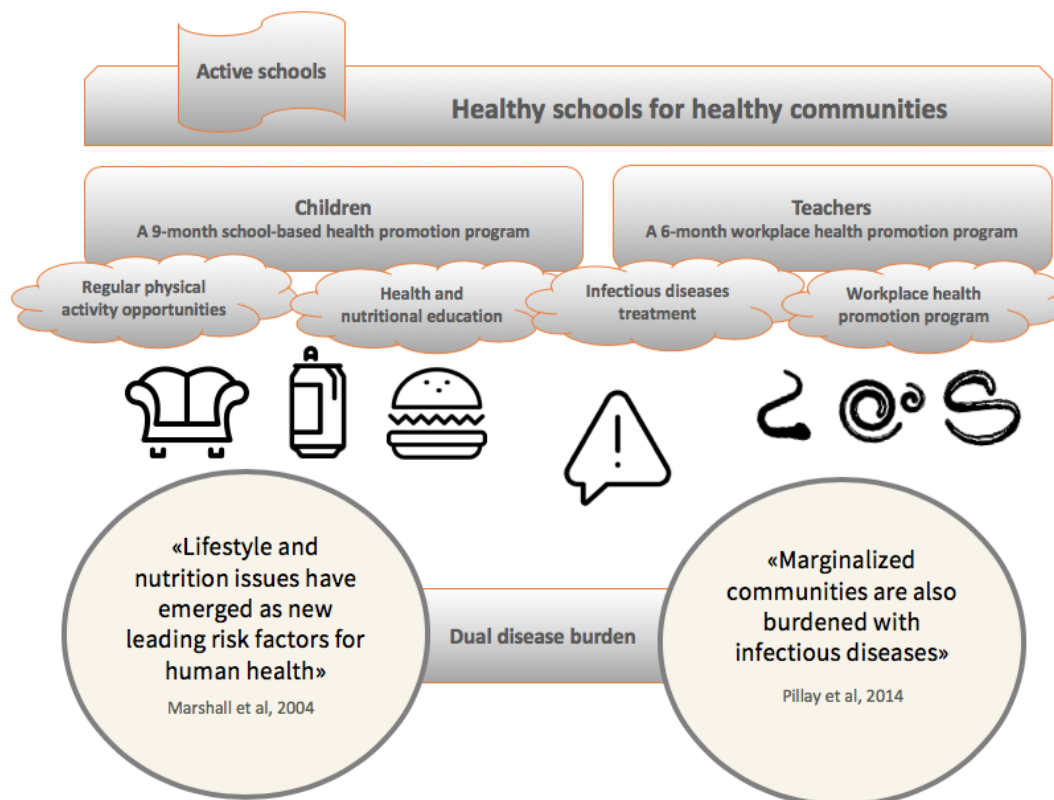 Active schools
Healthy schools for healthy communities
Children
A 9-month school-based health promotion program
Teachers
A 6-month workplace health promotion program
Regular physical
activity opportunities
Health and
nutritional education
Infectious diseases
treatment
Workplace health
promotion program
«Lifestyle and
nutrition issues have
emerged as new
leading risk factors for
human health»
Marshall et al, 2004
Dual disease burden
«Marginalized
communities are also
burdened with
infectious diseases»
Pillay et al, 2014